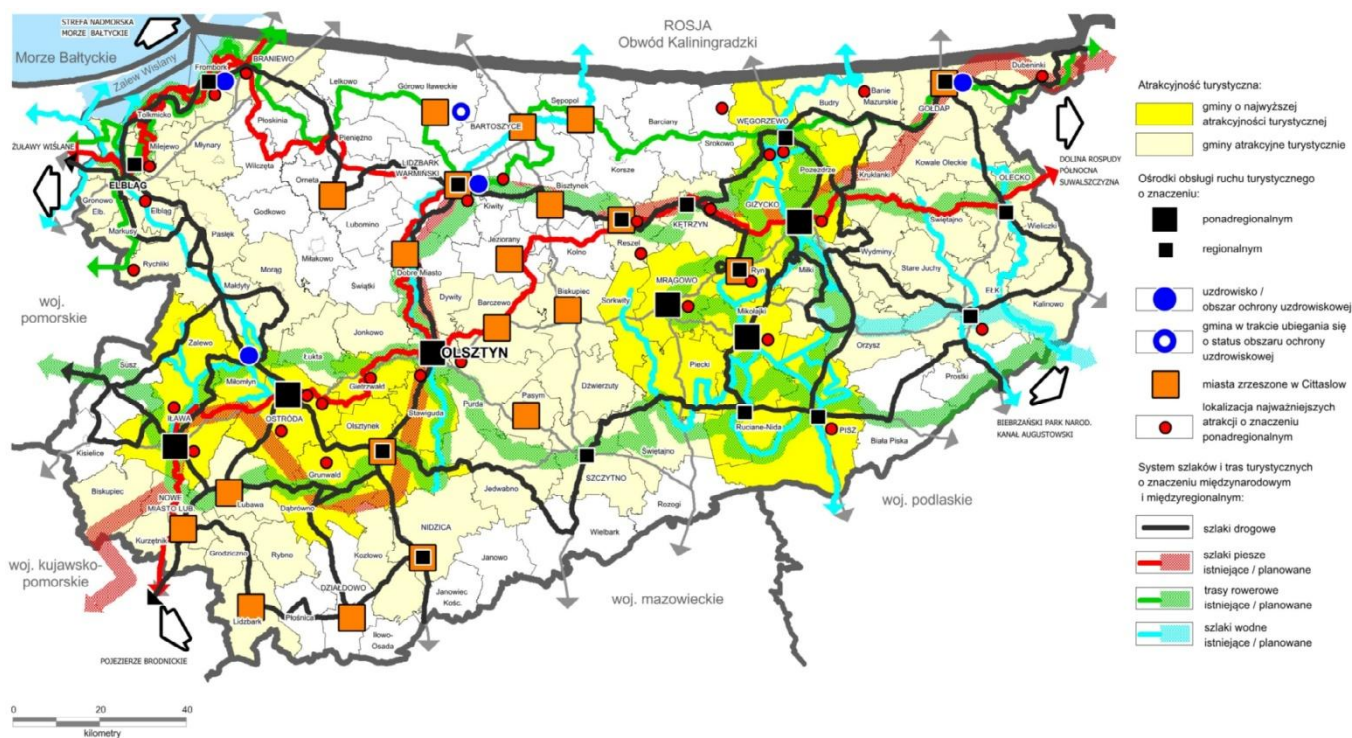 STREFA NADMORSKA
MORZE BAŁTYCKIE
Morze Bałtyckie
Zalew Wiślany
ROSJA
Obwód Kaliningradzki
Frombork
BRANIEWO
Lelkowo
Górowo Iławeckie
Sępopol
BARTOSZYCE
Barciany
Srokowo
WĘGORZEWO
Budry
Banie
Mazurskie
GOŁDAP
Dubeninki
Tolkmicko
Płoskinia
Pieniężno
Młynary
Milejewo
Wilczęta
ŻUŁAWY WIŚLANE
ELBLĄG
Gronowo
Elb.
Elbląg
Markusy
Pasłęk
Rychliki
Orneta
Godkowo
LIDZBARK
WARMIŃSKI
Lubomino
Kiwity
Bisztynek
Korsze
Reszel
KĘTRZYN
Pozezdrze
Kruklanki
GIŻYCKO
Kowale Oleckie
OLECKO
Świętajno
Wieliczki
DOLINA ROSPUDY
PÓŁNOCNA
SUWALSZCZYZNA
Miłakowo
Morąg
Małdyty
Świątki
Dobre Miasto
Jeziorany
Kolno
Dywity
Barczewo
Biskupiec
Sorkwity
MRĄGOWO
Ryn
Miłki
Wydminy
Stare Juchy
EŁK
Kalinowo
Mikołajki
Orzysz
Prostki
woj.
pomorskie
Zalewo
Jonkowo
Łukta
Miłomłyn
Susz
OLSZTYN
Gietrzwałd
Stawiguda
Purda
Pasym
Dźwierzuty
Piecki
Ruciane-Nida
PISZ
Biała Piska
BIEBRZAŃSKI PARK NAROD.
KANAŁ AUGUSTOWSKI
IŁAWA
OSTRÓDA
Olsztynek
Kisielice
Grunwald
Biskupiec
NOWE
MIASTO LUB.
Lubawa
Dąbrówno
Jedwabno
SZCZYTNO
Świętajno
Rozogi
Wielbark
woj. podlaskie
Kurzętnik
Grodziczno
Rybno
Kozłowo
NIDZICA
Janowo
Janowiec
Kośc.
woj. kujawsko-
pomorskie
DZIAŁDOWO
Lidzbark
Płośnica
Iłowo-
Osada
woj. mazowieckie
POJEZIERZE BRODNICKIE
0 20 40
kilometry
Atrakcyjność turystyczna:
gminy o najwyższej
atrakcyjności turystycznej
gminy atrakcyjne turystycznie
Ośrodki obsługi ruchu turystycznego
o znaczeniu:
ponadregionalnym
regionalnym
uzdrowisko /
obszar ochrony uzdrowiskowej
gmina w trakcie ubiegania się
o status obszaru ochrony
uzdrowiskowej
miasta zrzeszone w Cittaslow
lokalizacja najważniejszych
atrakcji o znaczeniu
ponadregionalnym
System szlaków i tras turystycznych
o znaczeniu międzynarodowym
i międzyregionalnym:
szlaki drogowe
szlaki piesze
istniejące / planowane
trasy rowerowe
istniejące / planowane
szlaki wodne
istniejące / planowane